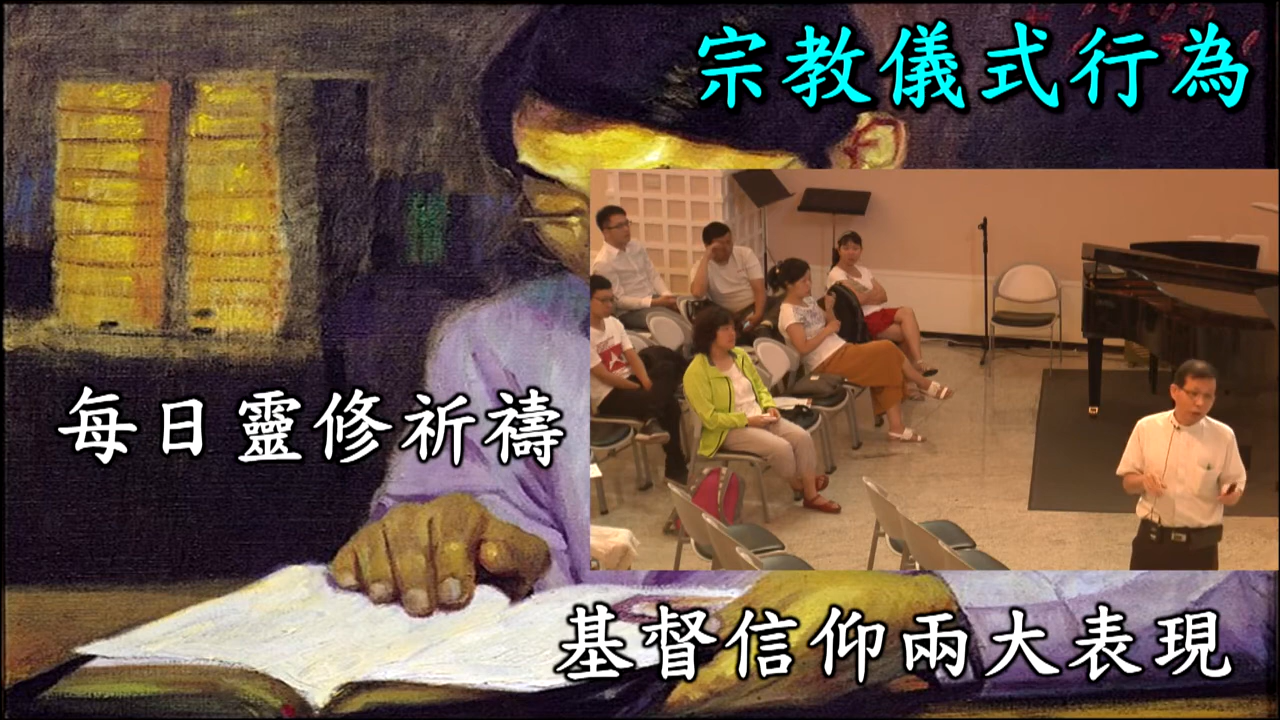 宗教儀式行為
每日靈修祈禱
基督信仰兩大表現